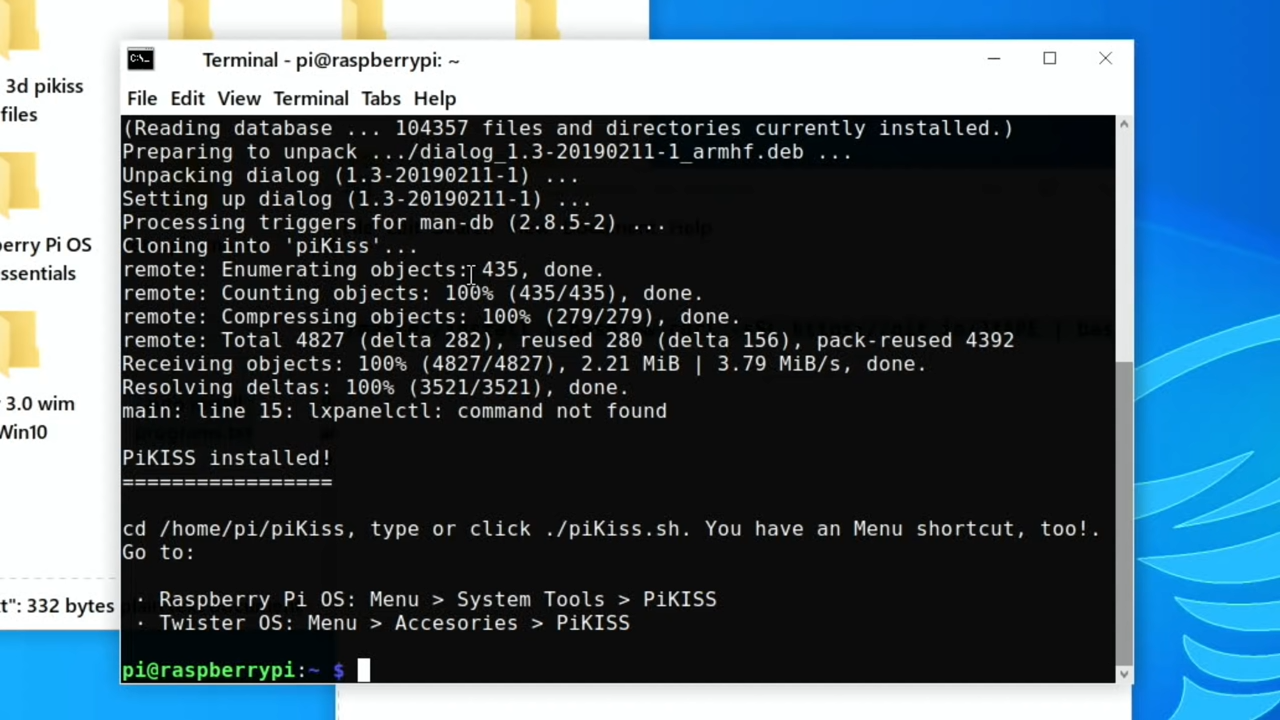 3d pikiss
files
berry Pi OS
ssentials
3.0 wim
Win10
tt": 332 bytes
Terminal - pi@raspberrypi: ~
File Edit View Terminal Tabs Help
(Reading database ... 104357 files and directories currently installed.)
Preparing to unpack .../dialog_1.3-20190211-1_armhf.deb ...
Unpacking dialog (1.3-20190211-1) ...
Setting up dialog (1.3-20190211-1) ...
Processing triggers for man-db (2.8.5-2) ...
Cloning into 'piKiss'...
remote: Enumerating objects: 435, done.
remote: Counting objects: 100% (435/435), done.
remote: Compressing objects: 100% (279/279), done.
remote: Total 4827 (delta 282), reused 280 (delta 156), pack-reused 4392
Receiving objects: 100% (4827/4827), 2.21 MiB | 3.79 MiB/s, done.
Resolving deltas: 100% (3521/3521), done.
main: line 15: lxpanelctl: command not found
PiKISS installed!
=================
cd /home/pi/piKiss, type or click ./piKiss.sh. You have an Menu shortcut, too!.
Go to:
· Raspberry Pi OS: Menu > System Tools > PiKISS
· Twister OS: Menu > Accesories > PiKISS
pi@raspberrypi:~ $